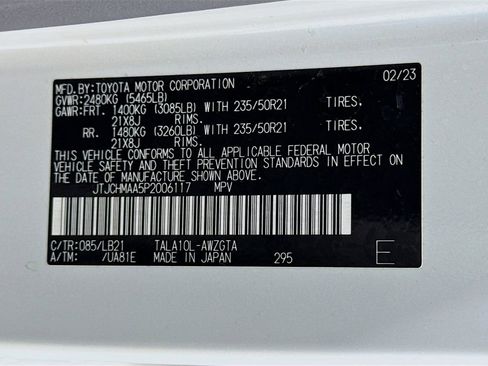 MFD.BY:TOYOTA MOTOR CORPORATION 02/23
GVWR:2480KG (5465LB)
GAWR:FRT. 1400KG (3085LB) WITH 235/50R21 TIRES.
21X8J RIMS.
RR. 1480KG (3260LB) WITH 235/50R21 TIRES.
21X8J RIMS.
THIS VEHICLE CONFORMS TO ALL APPLICABLE FEDERAL MOTOR
VEHICLE SAFETY AND THEFT PREVENTION STANDARDS IN EFFECT ON
THE DATE OF MANUFACTURE SHOWN ABOVE.
JTJCHMAA5P2006117 MPV
C/TR:085/LB21 TALA10L-AWZGTA
A/TM: /UA81E MADE IN JAPAN 295 E